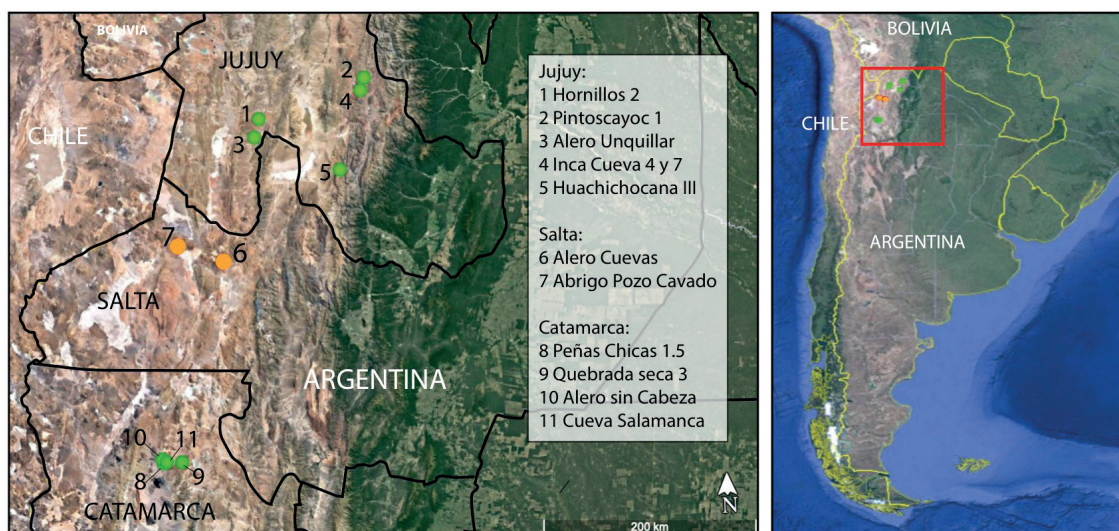 BOLIVIA
JUJUY
CHILE
2
4
1
3
5
7
6
SALTA
ARGENTINA
10
11
8
9
CATAMARCA
Jujuy:
1 Hornillos 2
2 Pintoscayoc 1
3 Alero Unquillar
4 Inca Cueva 4 y 7
5 Huachichocana III
Salta:
6 Alero Cuevas
7 Abrigo Pozo Cavado
Catamarca:
8 Peñas Chicas 1.5
9 Quebrada seca 3
10 Alero sin Cabeza
11 Cueva Salamanca
N
200 km
BOLIVIA
CHILE
ARGENTINA